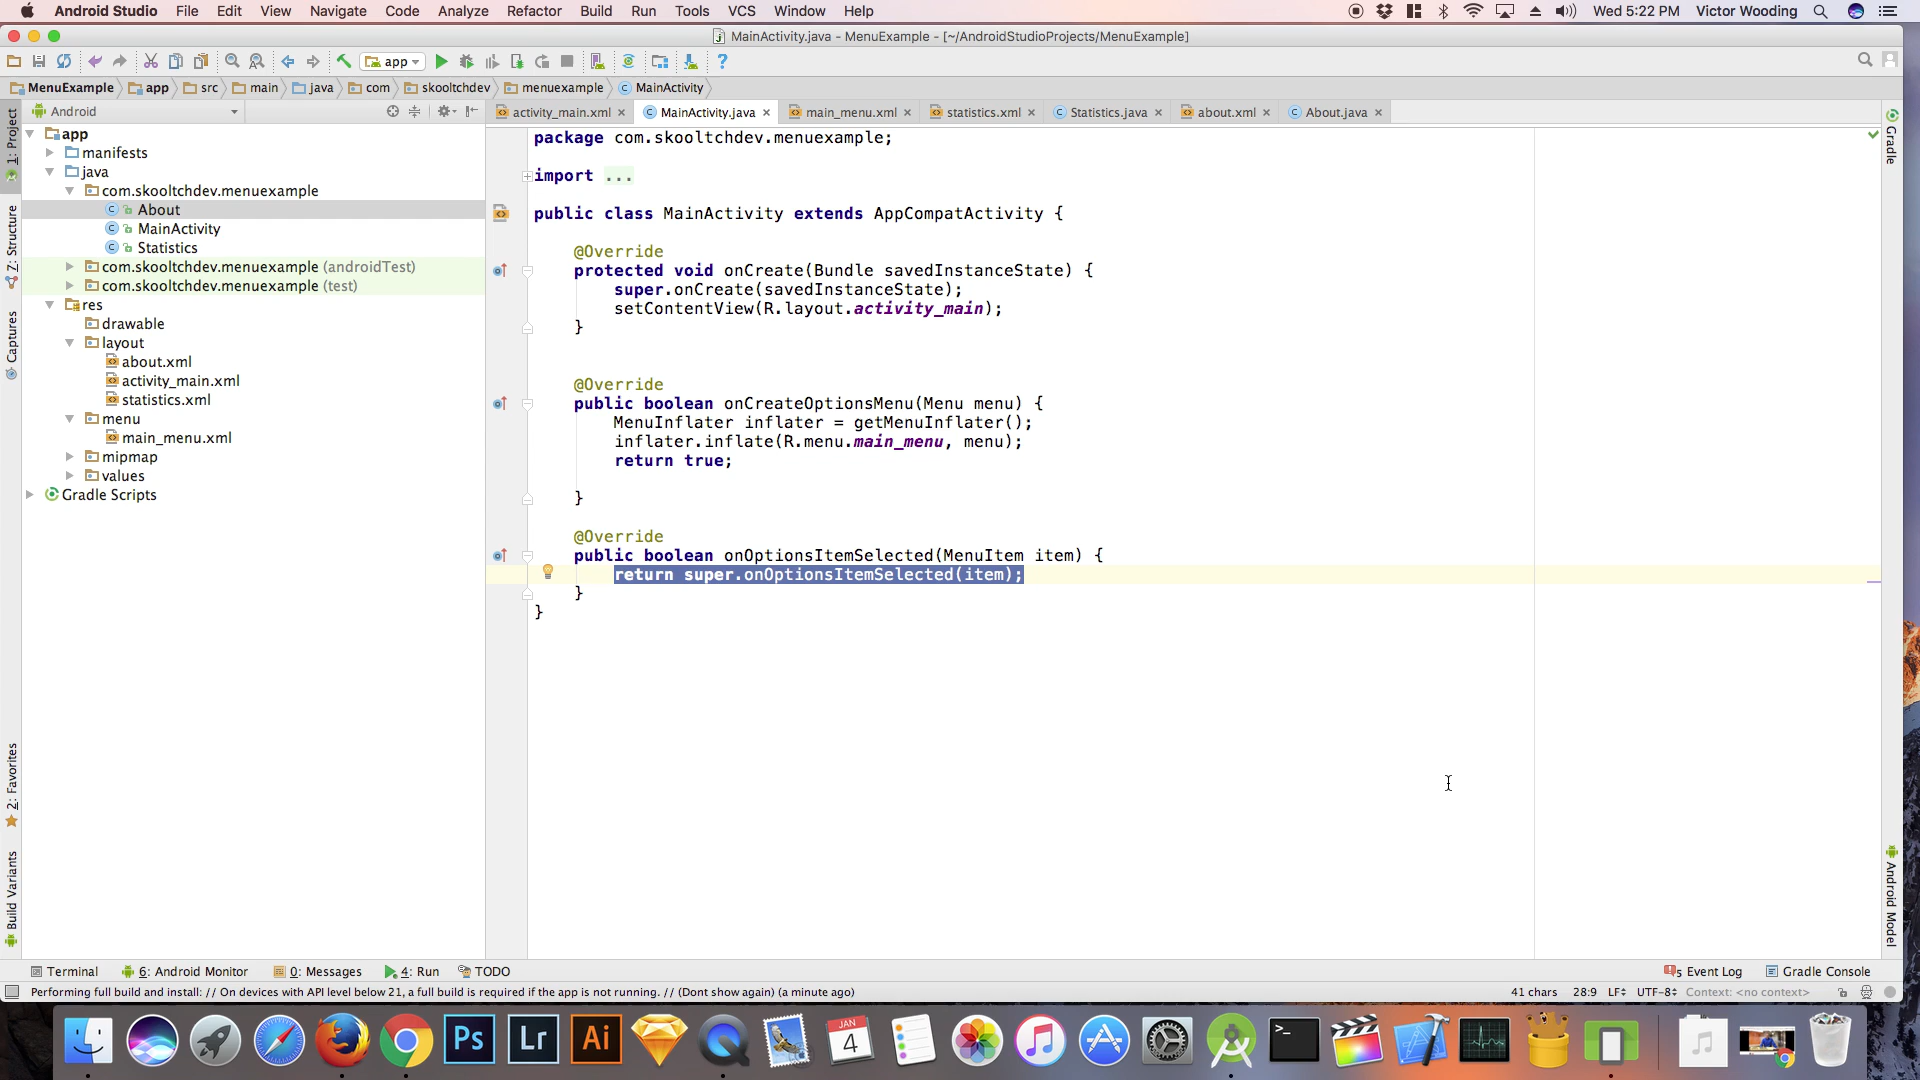 Android Studio File Edit View Navigate Code Analyze Refactor Build Run Tools VCS Window Help Wed 5:22 PM Victor Wooding
MainActivity.java - MenuExample - [~/AndroidStudioProjects/MenuExample]
app
MenuExample app src main java com skooltchdev menuexample MainActivity
Android
activity_main.xml MainActivity.java main_menu.xml statistics.xml Statistics.java about.xml About.java
1: Project
Z: Structure
Captures
2: Favorites
Build Variants
app
manifests
java
com.skooltchdev.menuexample
About
MainActivity
Statistics
com.skooltchdev.menuexample (androidTest)
com.skooltchdev.menuexample (test)
res
drawable
layout
about.xml
activity_main.xml
statistics.xml
menu
main_menu.xml
mipmap
values
Gradle Scripts
package com.skooltchdev.menuexample;
import ...
public class MainActivity extends AppCompatActivity {
@Override
protected void onCreate(Bundle savedInstanceState) {
super.onCreate(savedInstanceState);
setContentView(R.layout.activity_main);
}
@Override
public boolean onCreateOptionsMenu(Menu menu) {
MenuInflater inflater = getMenuInflater();
inflater.inflate(R.menu.main_menu, menu);
return true;
}
@Override
public boolean onOptionsItemSelected(MenuItem item) {
return super.onOptionsItemSelected(item);
}
}
Gradle
Android Model
Terminal 6: Android Monitor 0: Messages 4: Run TODO 5 Event Log Gradle Console
Performing full build and install: // On devices with API level below 21, a full build is required if the app is not running. // (Dont show again) (a minute ago) 41 chars 28:9 LF UTF-8 Context: <no context>
Ps Lr Ai JAN 4 >_